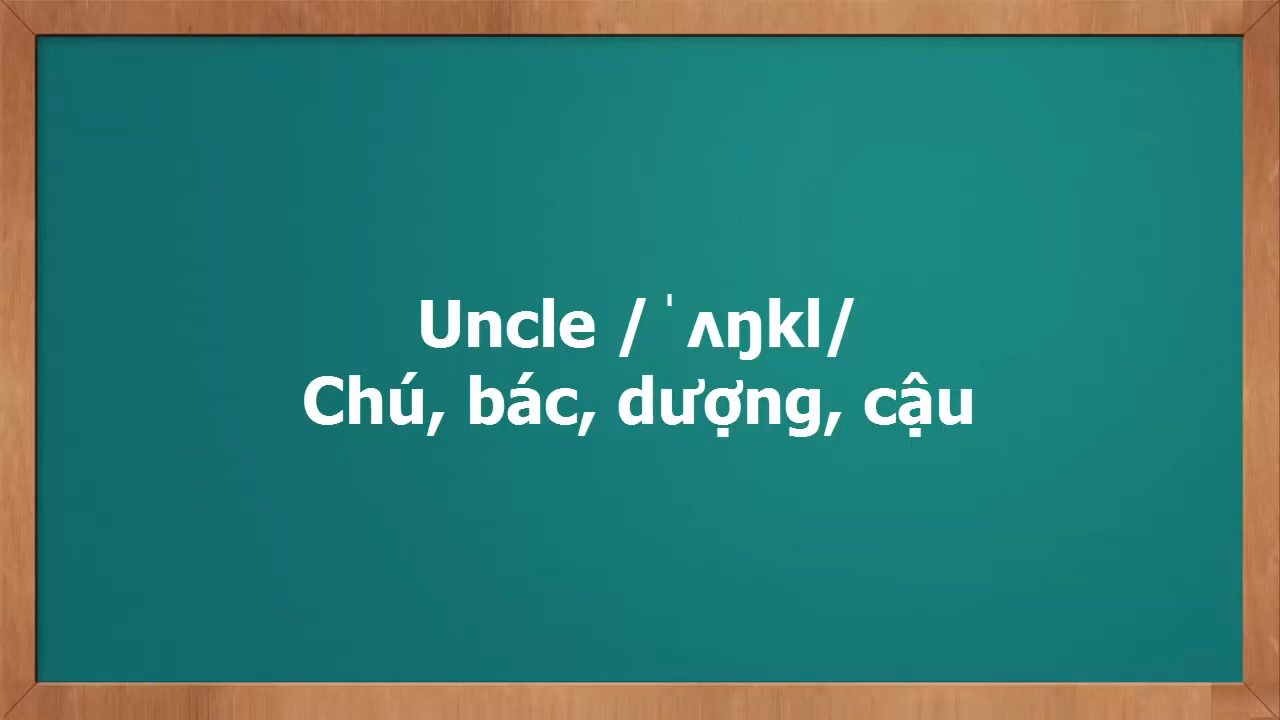 Uncle /ˈʌŋkl/
Chú, bác, dượng, cậu